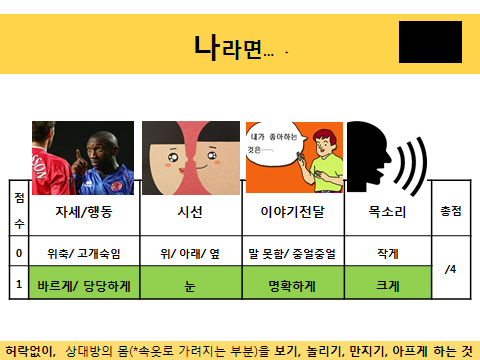 나라면... .
SSON
내가 좋아하는
것은……
점수 자세/행동 시선 이야기전달 목소리 총점
0 위축/ 고개숙임 위/ 아래/ 옆 말 못함/ 중얼중얼 작게 /4
1 바르게/ 당당하게 눈 명확하게 크게
허락없이, 상대방의 몸(*속옷으로 가려지는 부분)을 보기, 놀리기, 만지기, 아프게 하는 것